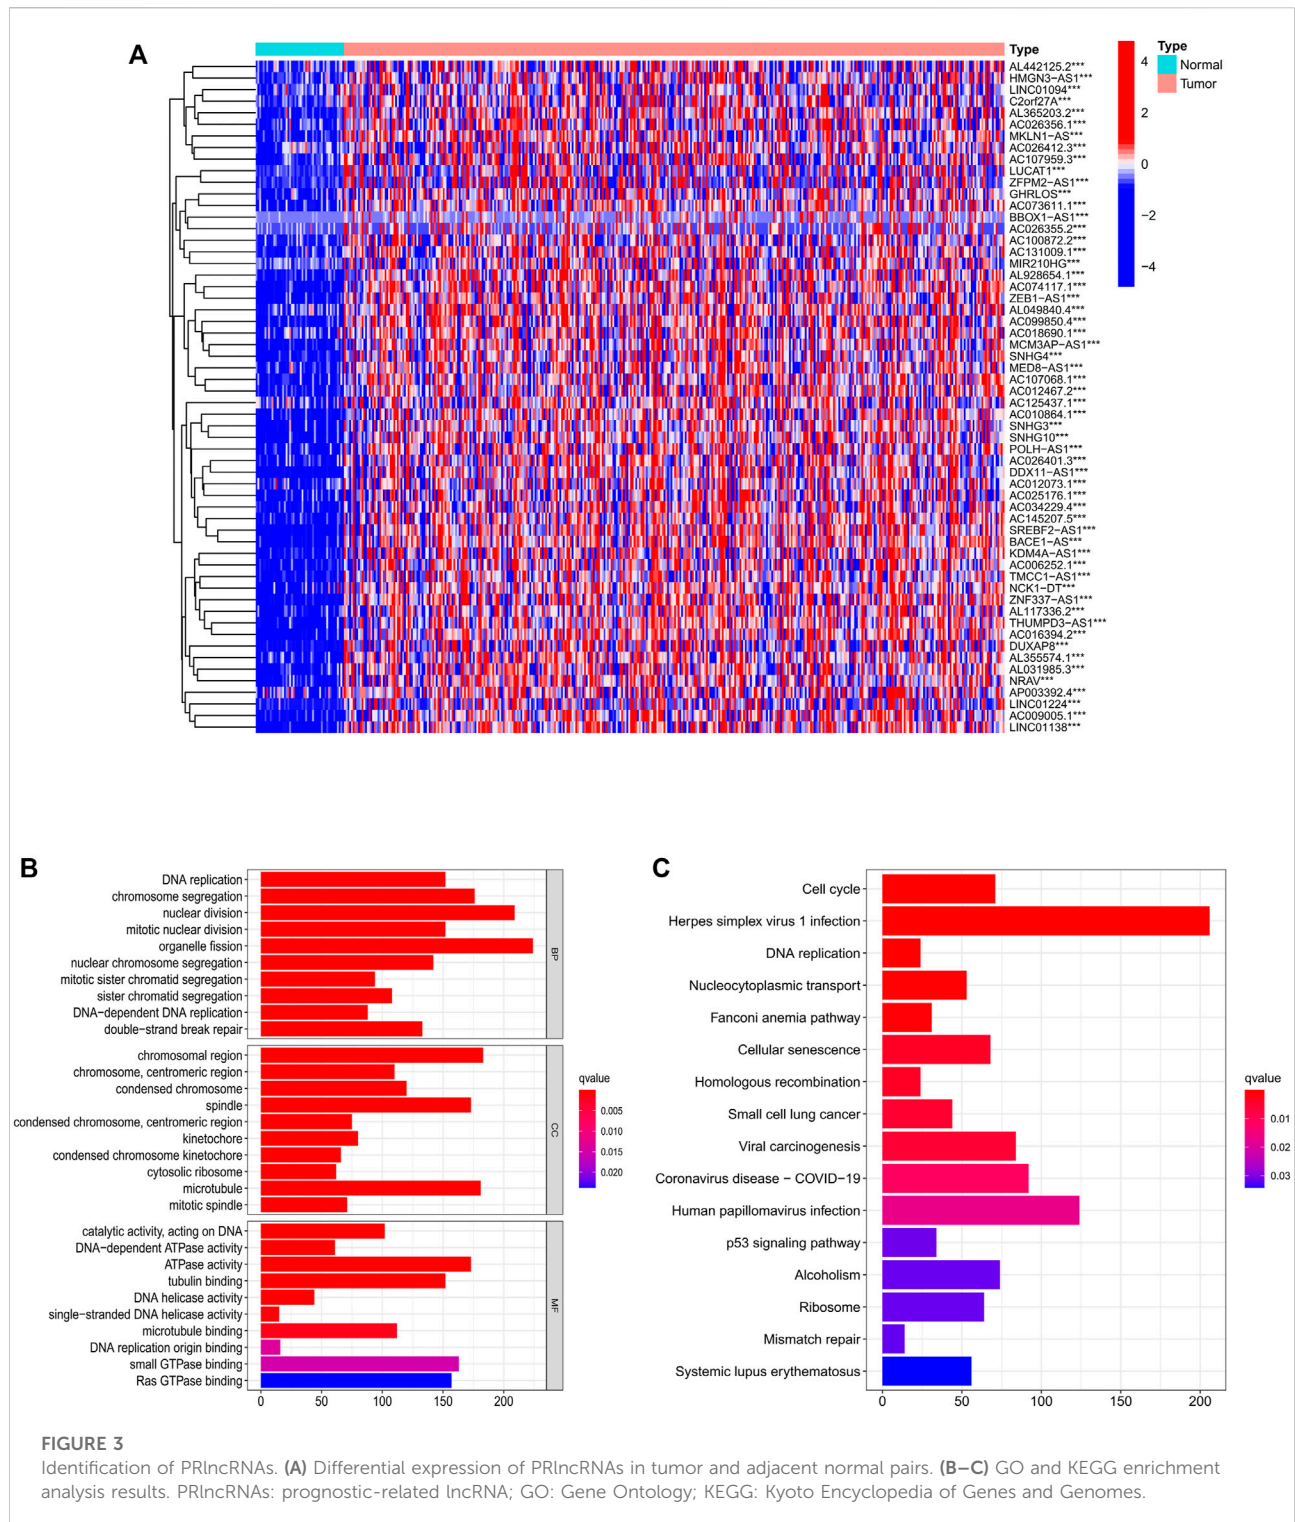 A
Type
AL442125.2***
HMGN3−AS1***
LINC01094***
C2orf27A***
AL365203.2***
AC026356.1***
MKLN1−AS***
AC026412.3***
AC107959.3***
LUCAT1***
ZFPM2−AS1***
GHRLOS***
AC073611.1***
BBOX1−AS1***
AC026355.2***
AC100872.2***
AC131009.1***
MIR210HG***
AL928654.1***
AC074117.1***
ZEB1−AS1***
AL049840.4***
AC099850.4***
AC018690.1***
MCM3AP−AS1***
SNHG4***
MED8−AS1***
AC107068.1***
AC012467.2***
AC125437.1***
AC010864.1***
SNHG3***
SNHG10***
POLH−AS1***
AC026401.3***
DDX11−AS1***
AC012073.1***
AC025176.1***
AC034229.4***
AC145207.5***
SREBF2−AS1***
BACE1−AS***
KDM4A−AS1***
AC006252.1***
TMCC1−AS1***
NCK1−DT***
ZNF337−AS1***
AL117336.2***
THUMPD3−AS1***
AC016394.2***
DUXAP8***
AL355574.1***
AL031985.3***
NRAV***
AP003392.4***
LINC01224***
AC009005.1***
LINC01138***
4
2
0
−2
−4
Type
Normal
Tumor
B
DNA replication
chromosome segregation
nuclear division
mitotic nuclear division
organelle fission
nuclear chromosome segregation
mitotic sister chromatid segregation
sister chromatid segregation
DNA−dependent DNA replication
double−strand break repair
BP
chromosomal region
chromosome, centromeric region
condensed chromosome
spindle
condensed chromosome, centromeric region
kinetochore
condensed chromosome kinetochore
cytosolic ribosome
microtubule
mitotic spindle
CC
catalytic activity, acting on DNA
DNA−dependent ATPase activity
ATPase activity
tubulin binding
DNA helicase activity
single−stranded DNA helicase activity
microtubule binding
DNA replication origin binding
small GTPase binding
Ras GTPase binding
MF
0 50 100 150 200
qvalue
0.005
0.010
0.015
0.020
C
Cell cycle
Herpes simplex virus 1 infection
DNA replication
Nucleocytoplasmic transport
Fanconi anemia pathway
Cellular senescence
Homologous recombination
Small cell lung cancer
Viral carcinogenesis
Coronavirus disease − COVID−19
Human papillomavirus infection
p53 signaling pathway
Alcoholism
Ribosome
Mismatch repair
Systemic lupus erythematosus
0 50 100 150 200
qvalue
0.01
0.02
0.03
FIGURE 3
Identification of PRlncRNAs. (A) Differential expression of PRlncRNAs in tumor and adjacent normal pairs. (B–C) GO and KEGG enrichment
analysis results. PRlncRNAs: prognostic-related lncRNA; GO: Gene Ontology; KEGG: Kyoto Encyclopedia of Genes and Genomes.